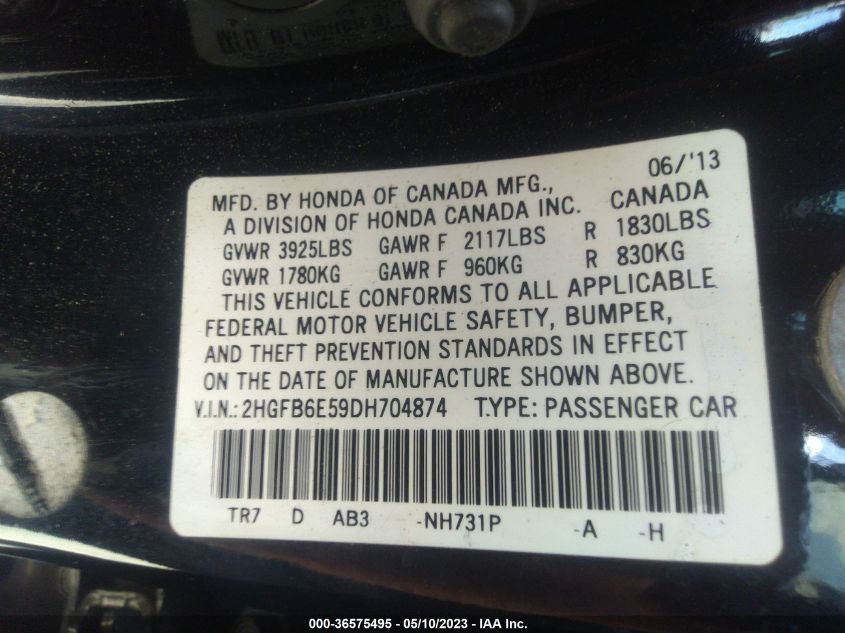 06/'13
MFD. BY HONDA OF CANADA MFG., CANADA
A DIVISION OF HONDA CANADA INC.
GVWR 3925LBS GAWR F 2117LBS R 1830LBS
GVWR 1780KG GAWR F 960KG R 830KG
THIS VEHICLE CONFORMS TO ALL APPLICABLE
FEDERAL MOTOR VEHICLE SAFETY, BUMPER,
AND THEFT PREVENTION STANDARDS IN EFFECT
ON THE DATE OF MANUFACTURE SHOWN ABOVE.
V.I.N.: 2HGFB6E59DH704874 TYPE: PASSENGER CAR
TR7 D AB3 -NH731P -A -H
000-36575495 - 05/10/2023 - IAA Inc.